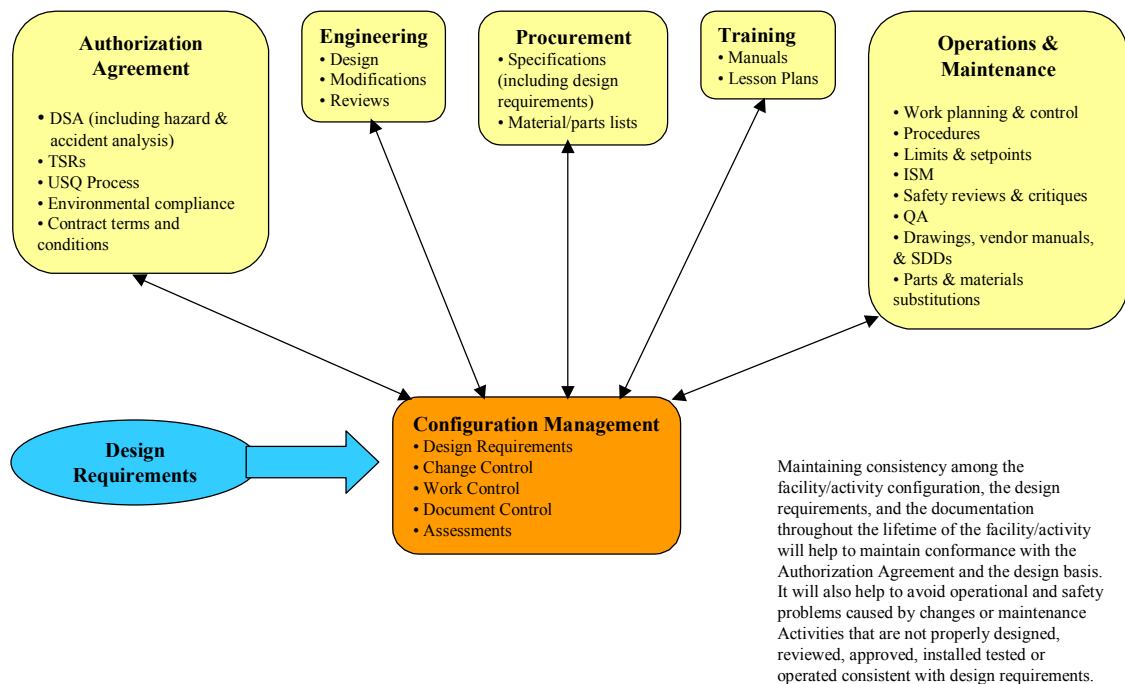 Authorization
Agreement
• DSA (including hazard &
accident analysis)
• TSRs
• USQ Process
• Environmental compliance
• Contract terms and
conditions
Engineering
• Design
• Modifications
• Reviews
Procurement
• Specifications
(including design
requirements)
• Material/parts lists
Training
• Manuals
• Lesson Plans
Operations &
Maintenance
• Work planning & control
• Procedures
• Limits & setpoints
• ISM
• Safety reviews & critiques
• QA
• Drawings, vendor manuals,
& SDDs
• Parts & materials
substitutions
Design
Requirements
Configuration Management
• Design Requirements
• Change Control
• Work Control
• Document Control
• Assessments
Maintaining consistency among the
facility/activity configuration, the design
requirements, and the documentation
throughout the lifetime of the facility/activity
will help to maintain conformance with the
Authorization Agreement and the design basis.
It will also help to avoid operational and safety
problems caused by changes or maintenance
Activities that are not properly designed,
reviewed, approved, installed tested or
operated consistent with design requirements.